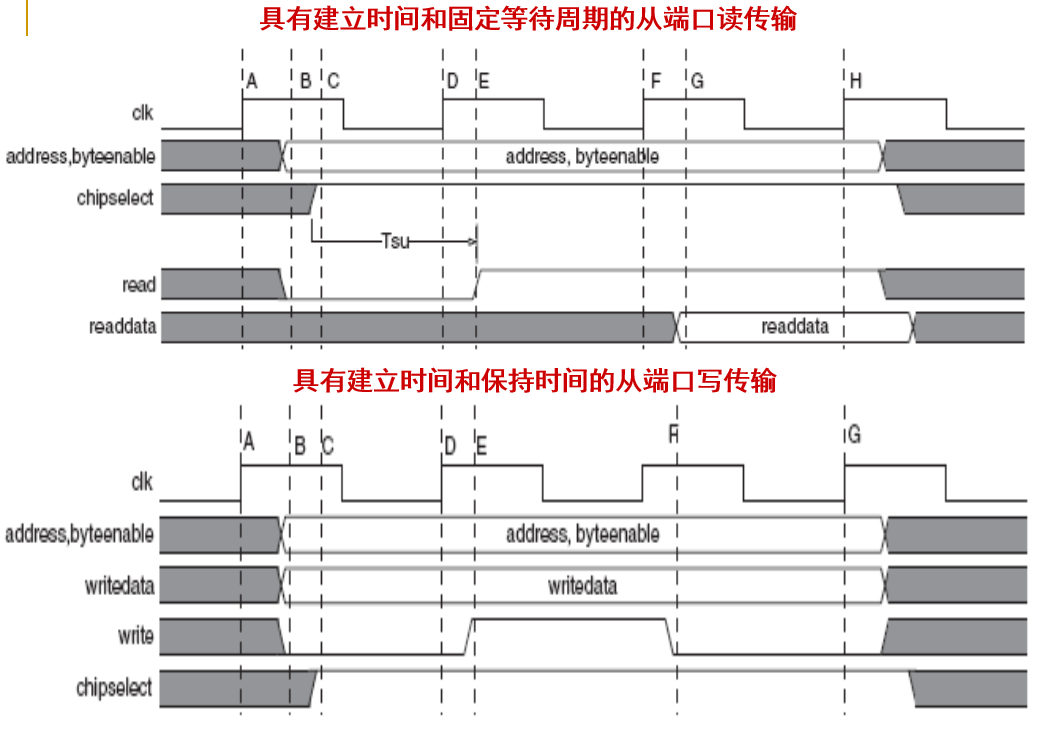 具有建立时间和固定等待周期的从端口读传输
A B C D E F G H
clk
address,byteenable address, byteenable
chipselect
Tsu
read
readdata readdata
具有建立时间和保持时间的从端口写传输
A B C D E F G
clk
address,byteenable address, byteenable
writedata writedata
write
chipselect